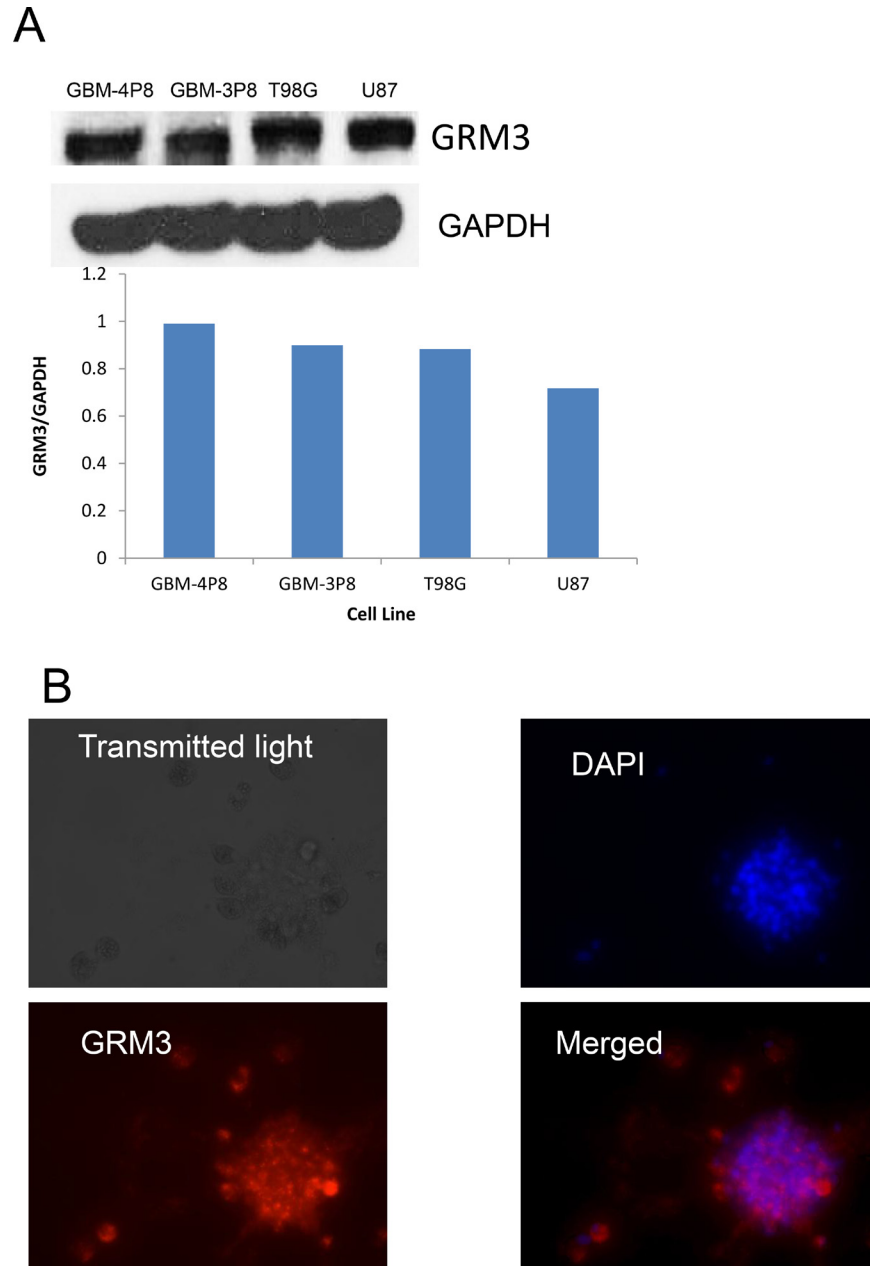 A
GBM-4P8 GBM-3P8 T98G U87
GRM3
GAPDH
1.2
1
0.8
0.6
0.4
0.2
0
GRM3/GAPDH
GBM-4P8 GBM-3P8 T98G U87
Cell Line
B
Transmitted light
DAPI
GRM3
Merged